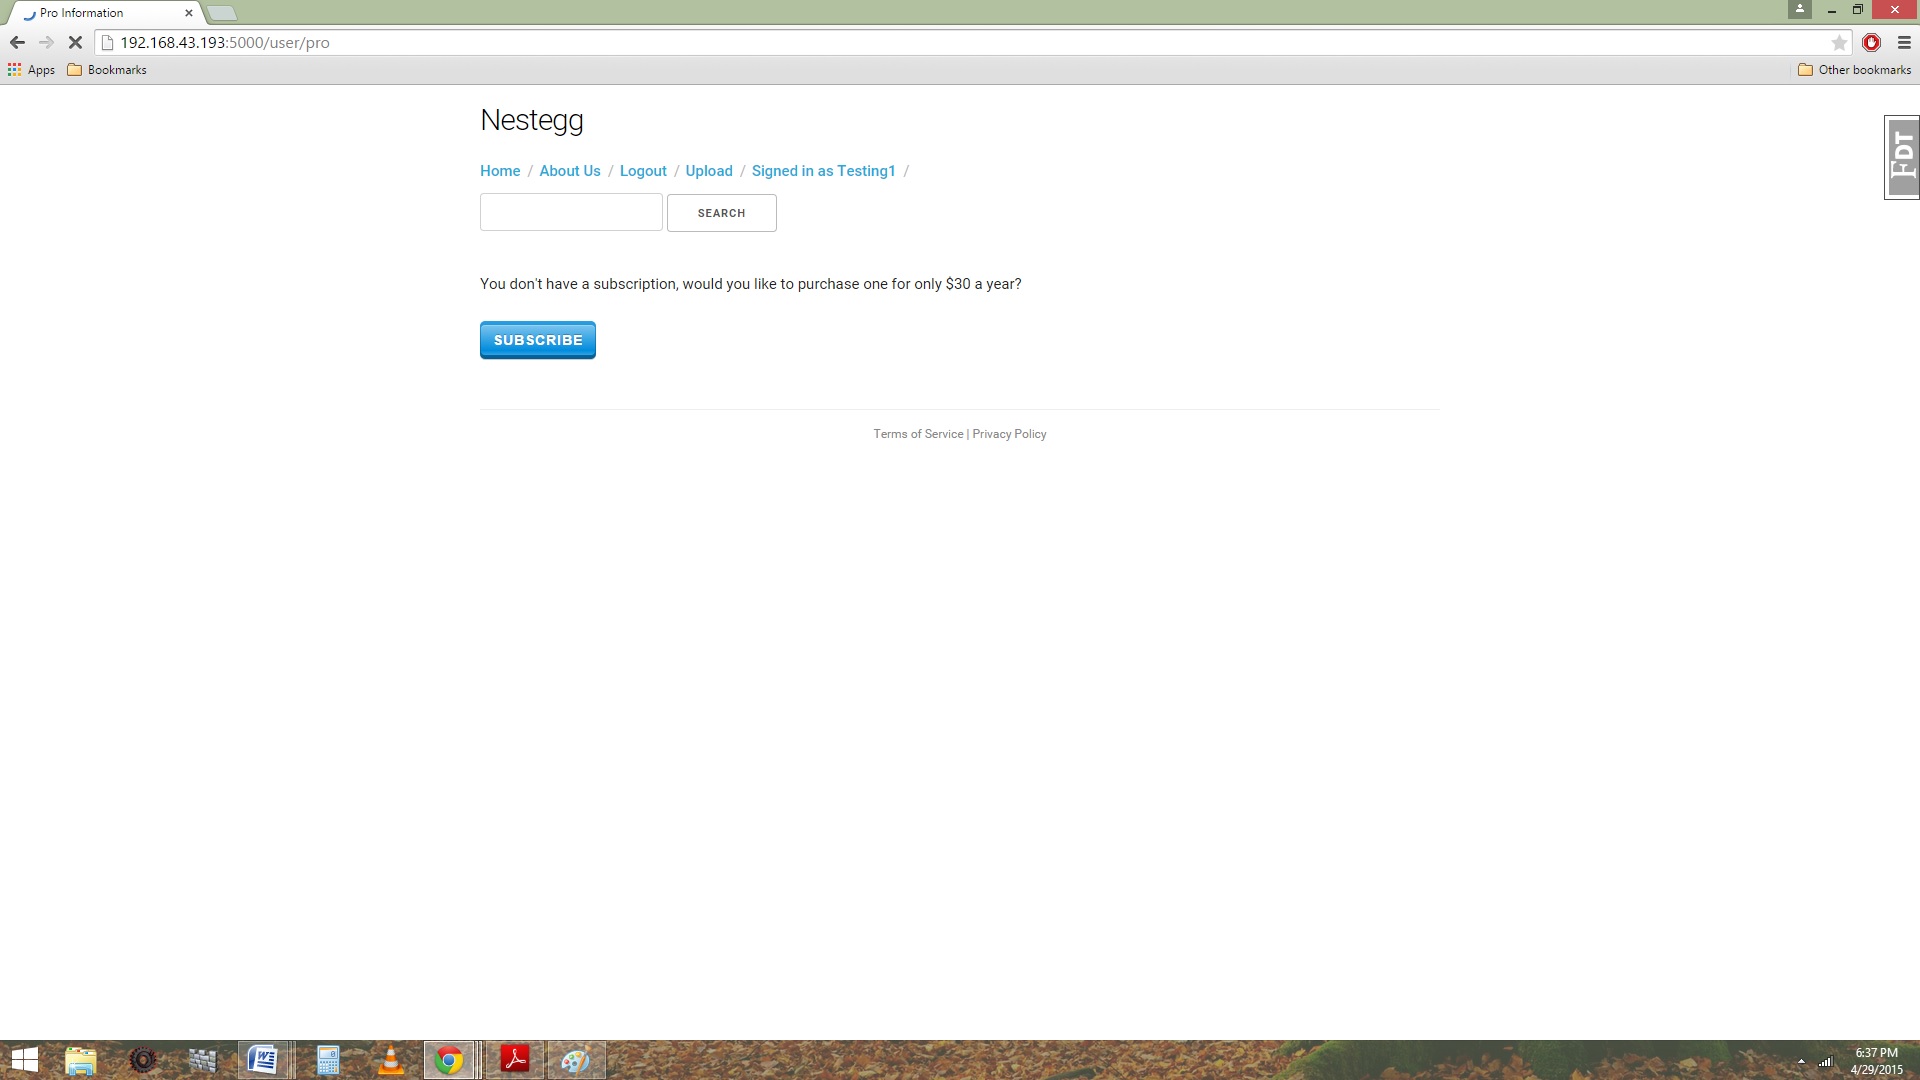 Pro Information
192.168.43.193:5000/user/pro
Apps Bookmarks Other bookmarks
Nestegg
FDT
Home / About Us / Logout / Upload / Signed in as Testing1 /
SEARCH
You don't have a subscription, would you like to purchase one for only $30 a year?
SUBSCRIBE
Terms of Service | Privacy Policy
6:37 PM
4/29/2015